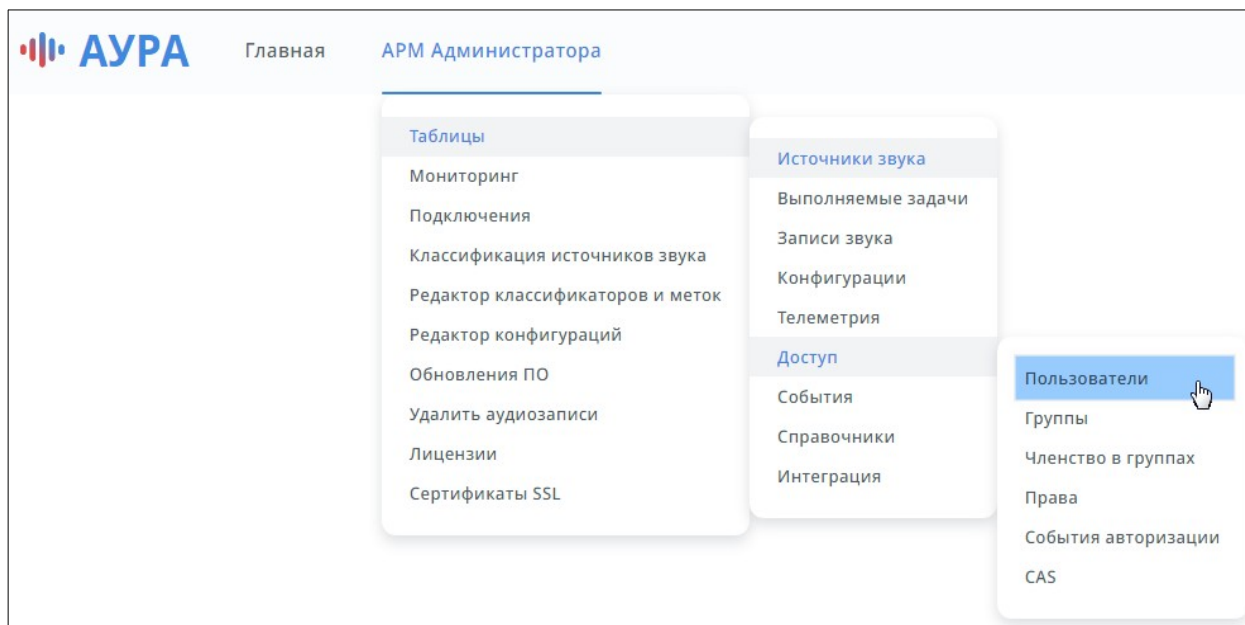 АУРА
Главная
АРМ Администратора
Таблицы
Мониторинг
Подключения
Классификация источников звука
Редактор классификаторов и меток
Редактор конфигураций
Обновления ПО
Удалить аудиозаписи
Лицензии
Сертификаты SSL
Источники звука
Выполняемые задачи
Записи звука
Конфигурации
Телеметрия
Доступ
События
Справочники
Интеграция
Пользователи
Группы
Членство в группах
Права
События авторизации
CAS